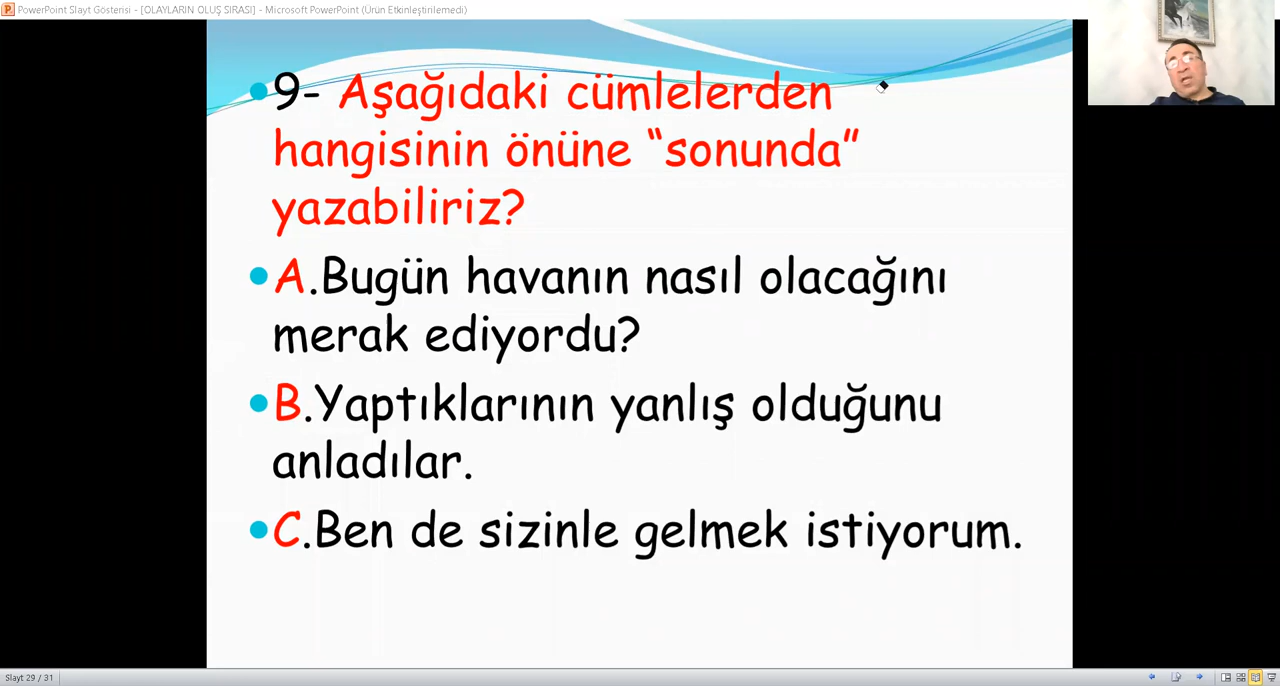 PowerPoint Slayt Gösterisi - [OLAYLARIN OLUŞ SIRASI] - Microsoft PowerPoint (Ürün Etkinleştirilemedi)
9- Aşağıdaki cümlelerden
hangisinin önüne “sonunda”
yazabiliriz?
A.Bugün havanın nasıl olacağını
merak ediyordu?
B.Yaptıklarının yanlış olduğunu
anladılar.
C.Ben de sizinle gelmek istiyorum.
Slayt 29 / 31